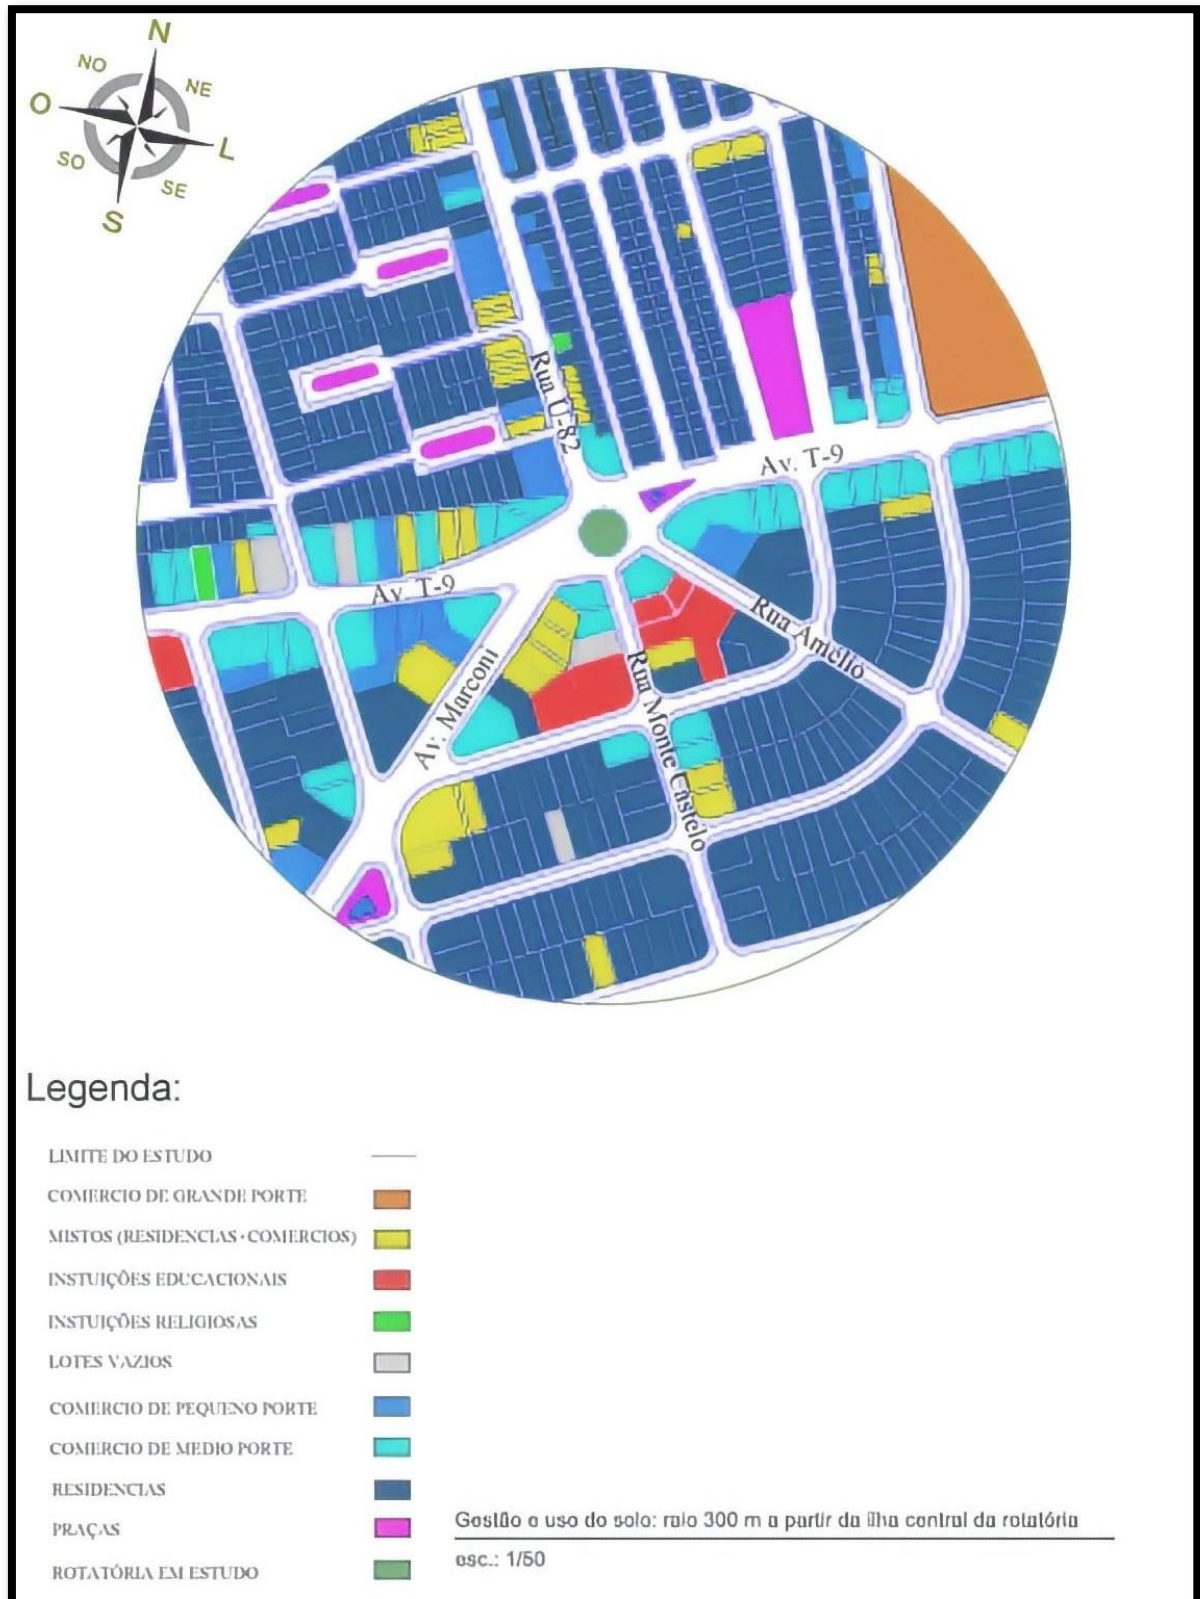 N
NO
NE
O
L
SO
SE
S
Rua U-82
Av. T-9
Av. T-9
Rua Amélio
Av. Marconi
Rua Monte Castelo
Legenda:
LIMITE DO ESTUDO
COMERCIO DE GRANDE PORTE
MISTOS (RESIDENCIAS - COMERCIOS)
INSTUIÇÕES EDUCACIONAIS
INSTUIÇÕES RELIGIOSAS
LOTES VAZIOS
COMERCIO DE PEQUENO PORTE
COMERCIO DE MEDIO PORTE
RESIDENCIAS
PRAÇAS
ROTATÓRIA EM ESTUDO
Gestão e uso do solo: raio 300 m a partir da ilha central da rotatória
esc.: 1/50